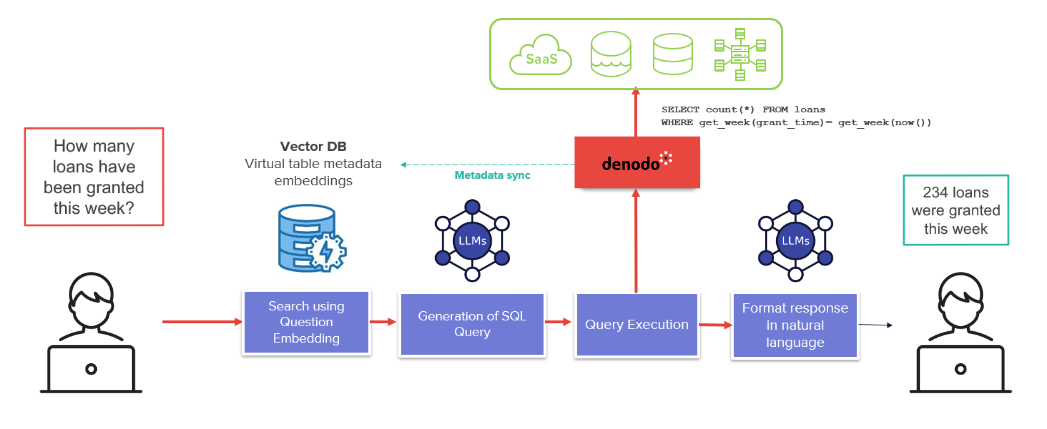 SaaS
SELECT count(*) FROM loans
WHERE get_week(grant_time)= get_week(now())
How many
loans have
been granted
this week?
Vector DB
Virtual table metadata
embeddings
Metadata sync
denodo
234 loans
were granted
this week
LLMs
LLMs
Search using
Question
Embedding
Generation of SQL
Query
Query Execution
Format response
in natural
language